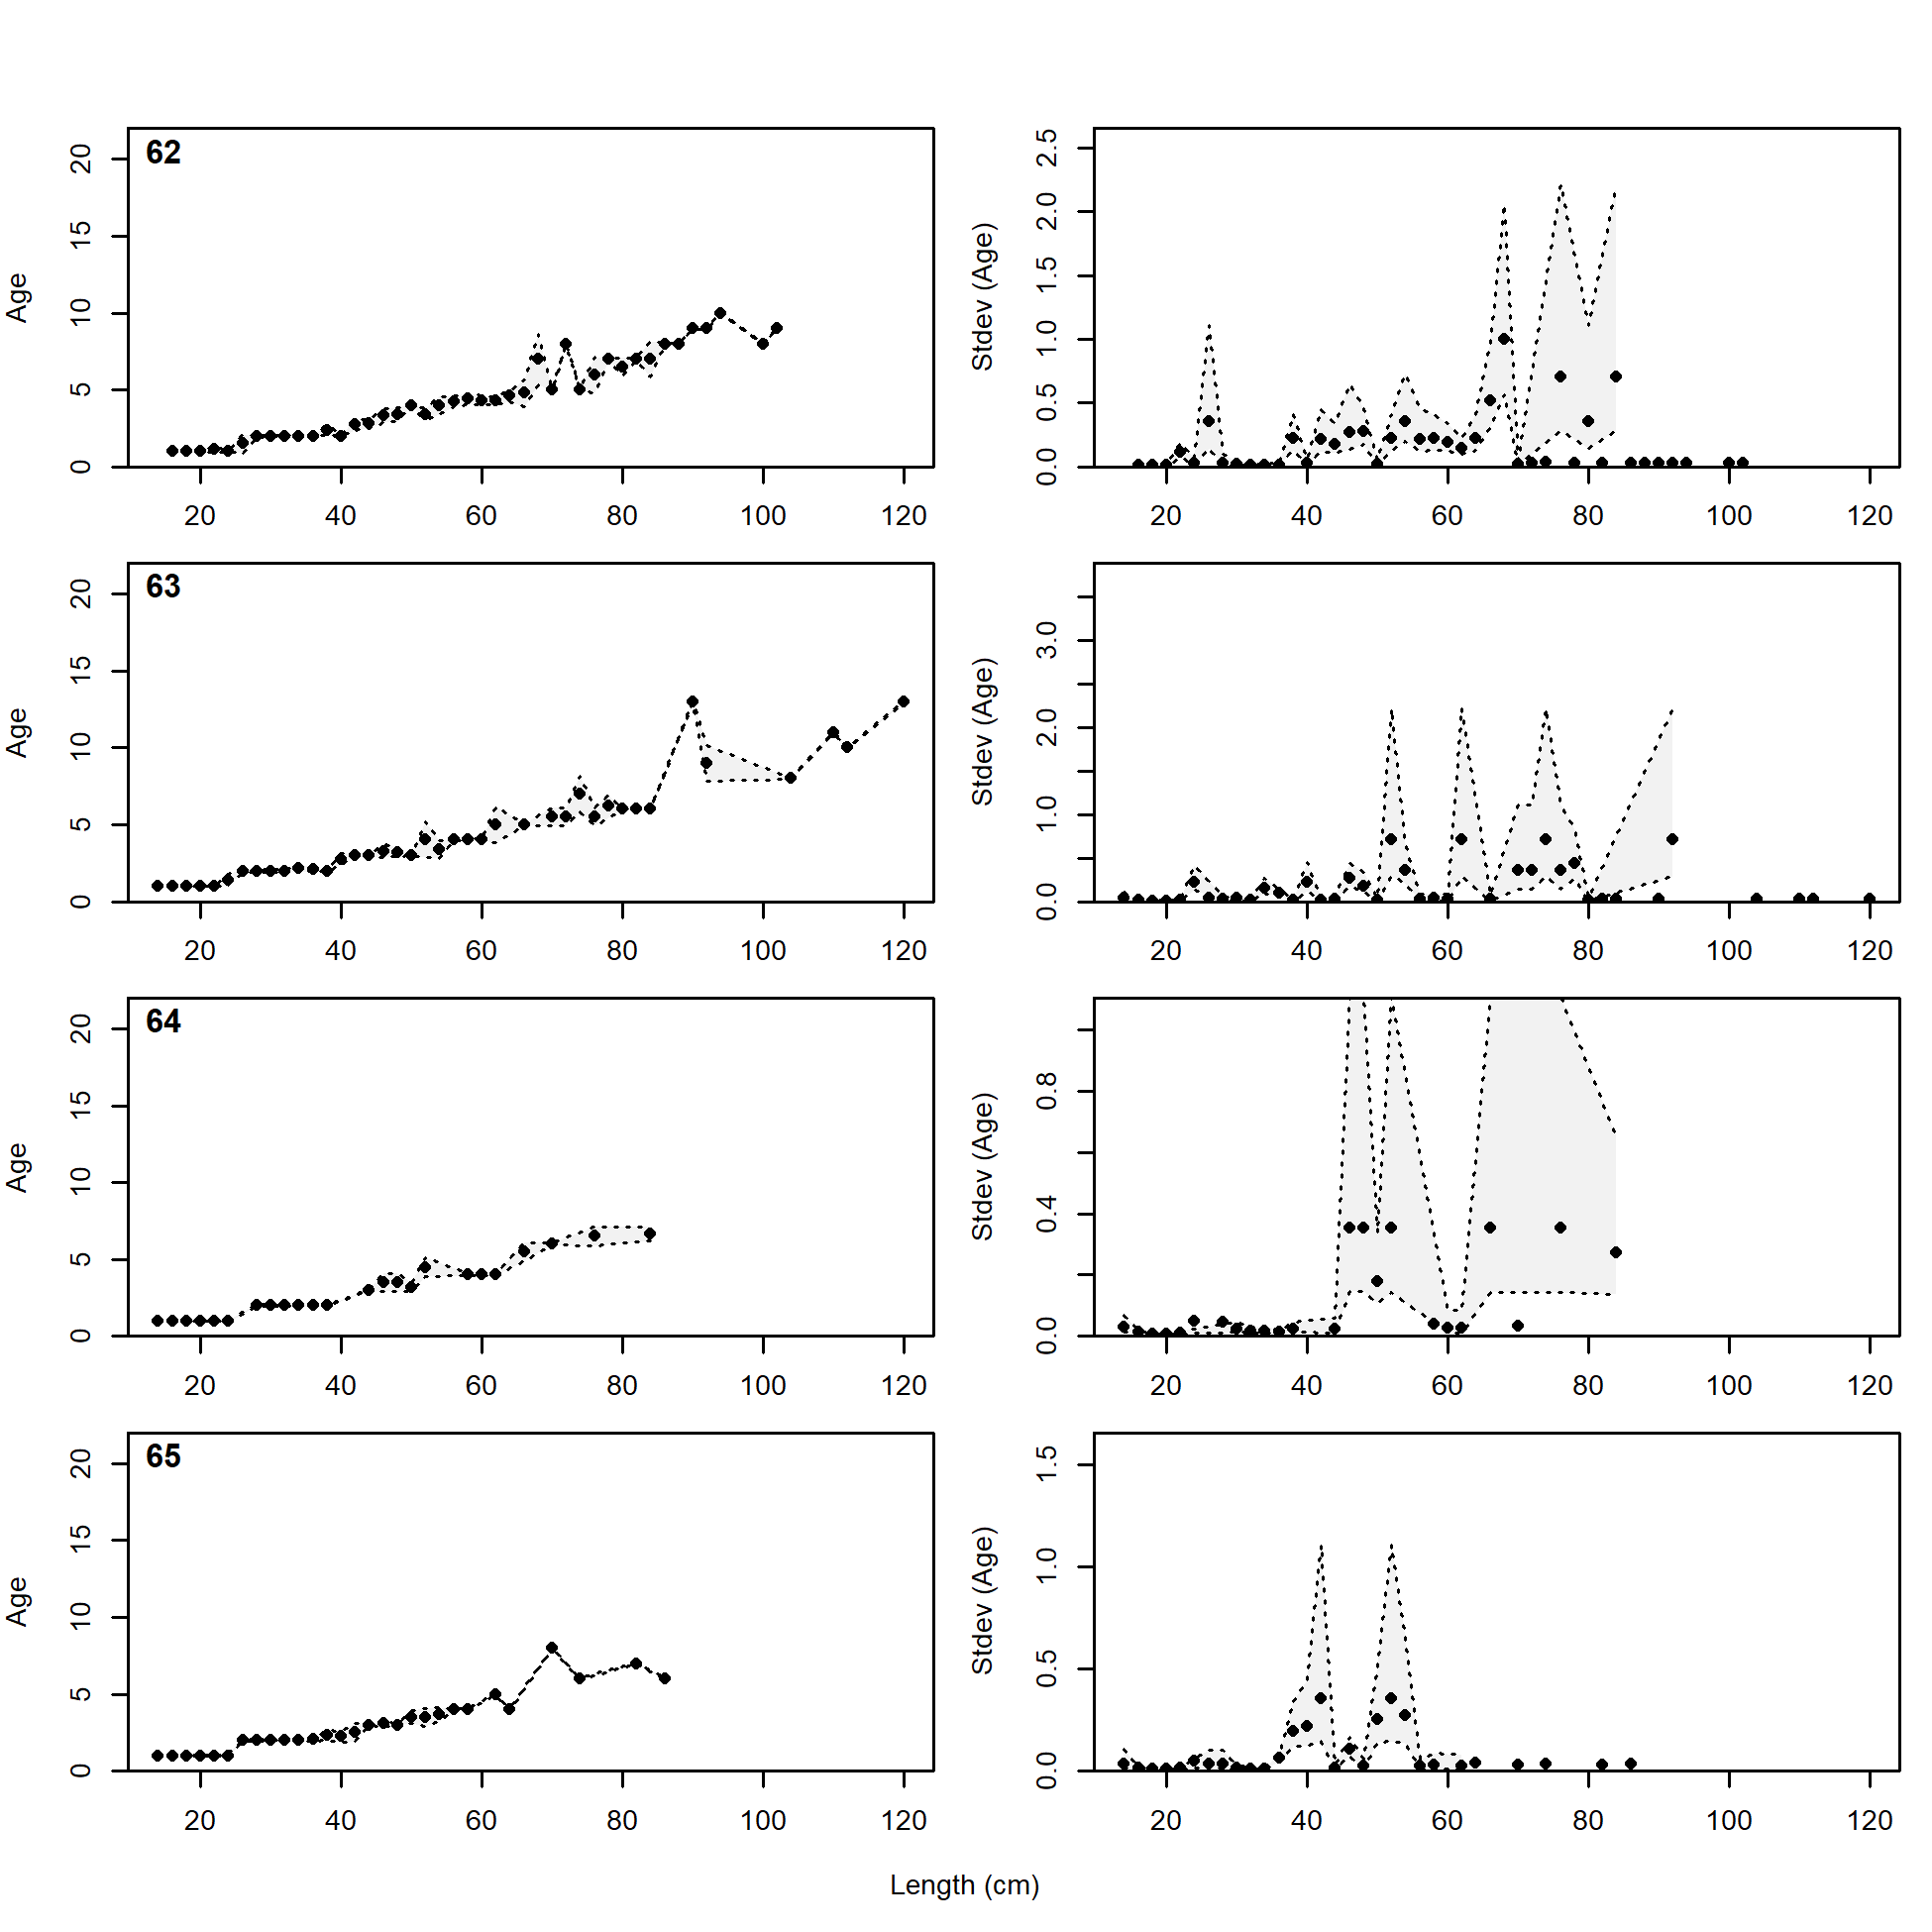 62
Age
0 5 10 15 20
20 40 60 80 100 120
Stdev (Age)
0.0 0.5 1.0 1.5 2.0 2.5
20 40 60 80 100 120
63
Age
0 5 10 15 20
20 40 60 80 100 120
Stdev (Age)
0.0 1.0 2.0 3.0
20 40 60 80 100 120
64
Age
0 5 10 15 20
20 40 60 80 100 120
Stdev (Age)
0.0 0.4 0.8
20 40 60 80 100 120
65
Age
0 5 10 15 20
20 40 60 80 100 120
Stdev (Age)
0.0 0.5 1.0 1.5
20 40 60 80 100 120
Length (cm)